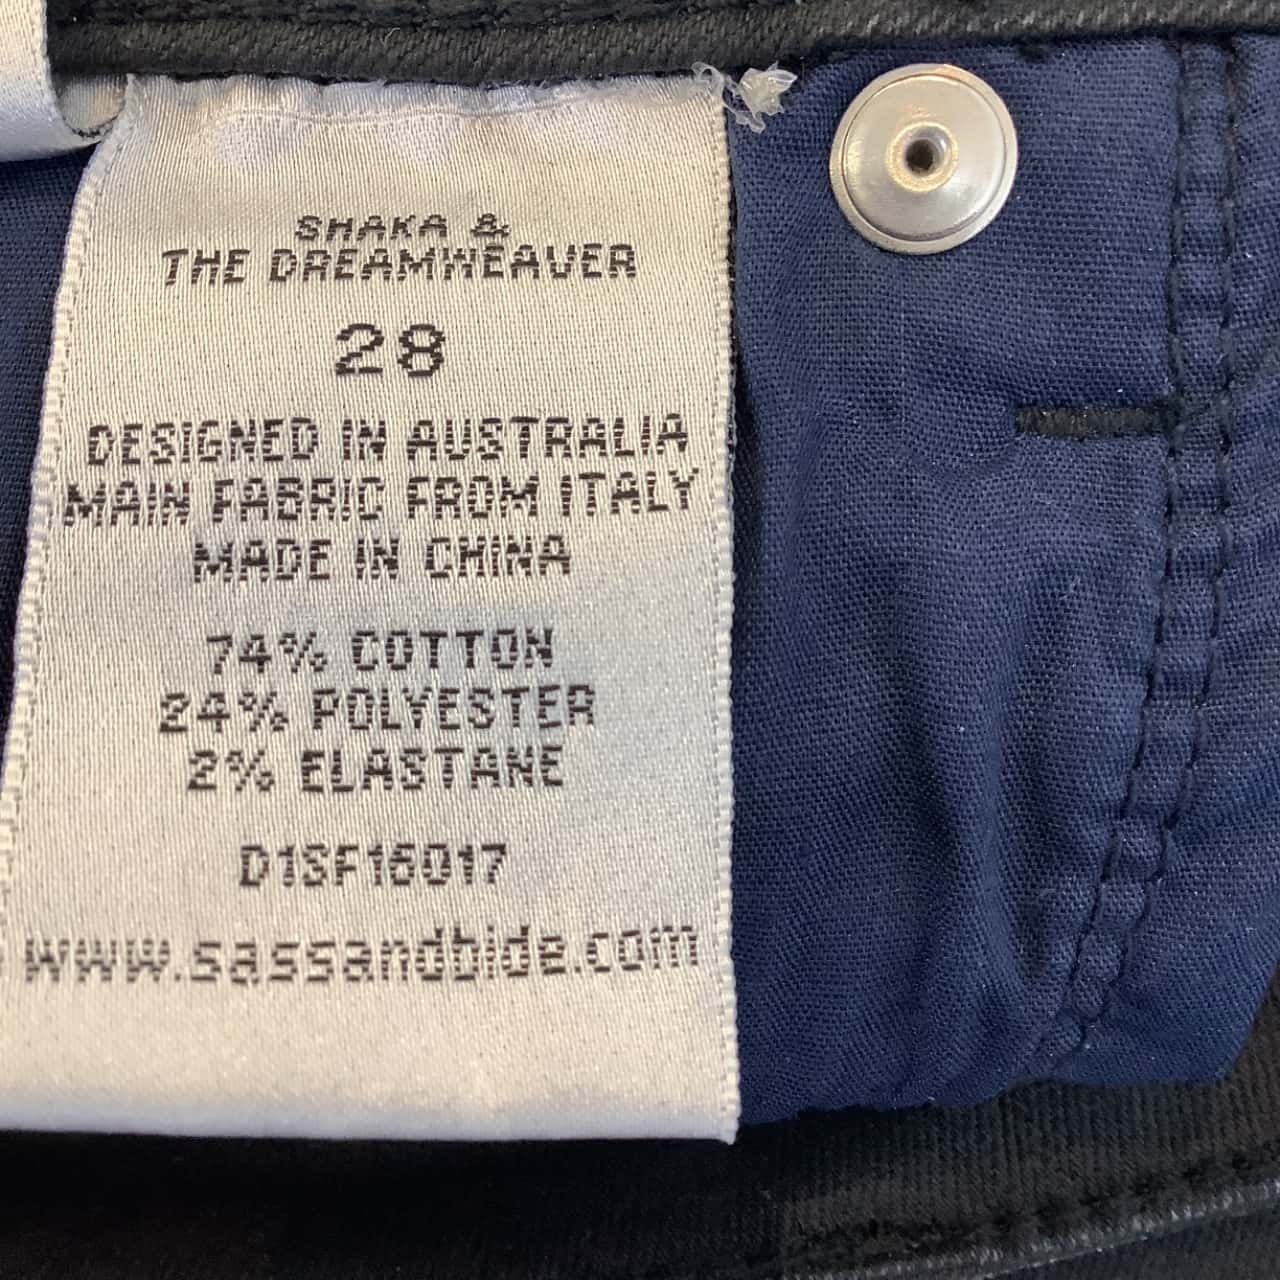 SHAKA &
THE DREAMWEAVER
28
DESIGNED IN AUSTRALIA
MAIN FABRIC FROM ITALY
MADE IN CHINA
74% COTTON
24% POLYESTER
2% ELASTANE
D1SF16017
www.sassandbide.com